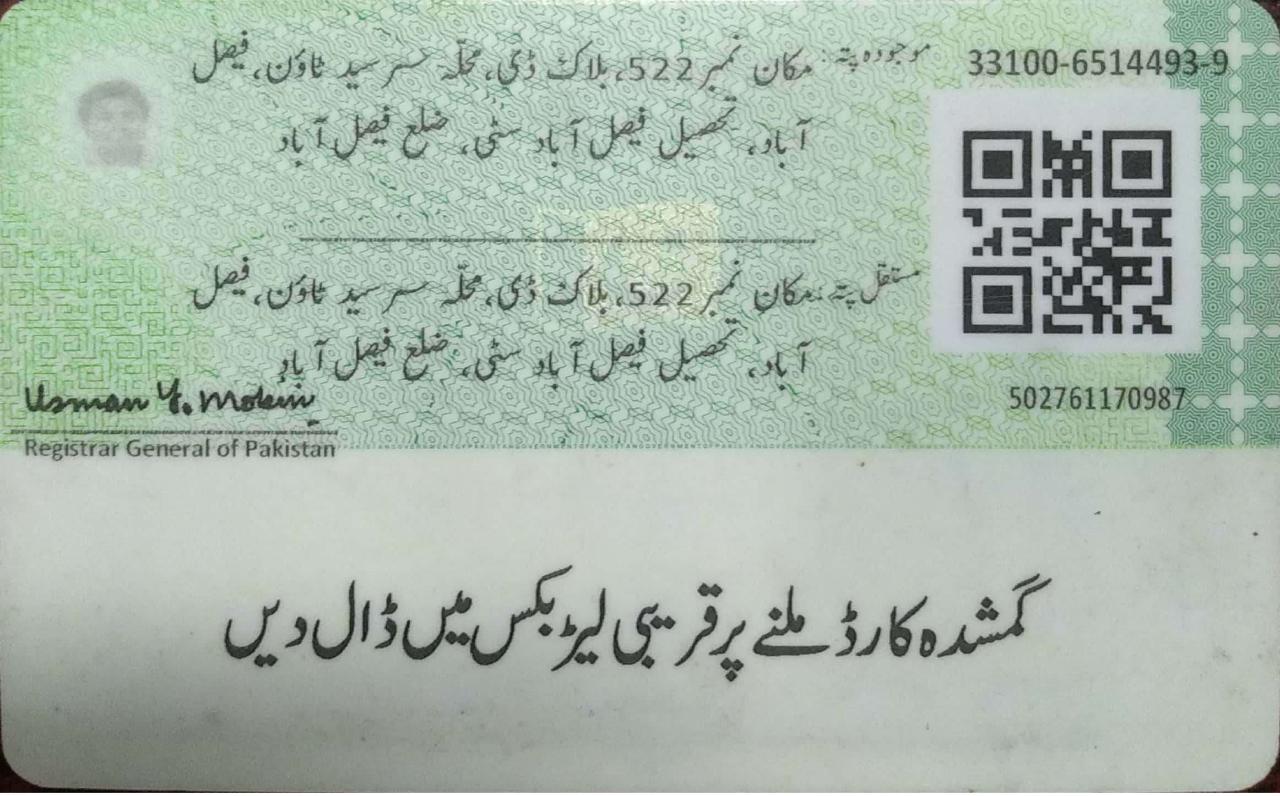 33100-6514493-9
موجودہ پتہ: مکان نمبر 522، بلاک ڈی، محلّہ سرسید ٹاؤن، فیصل
آباد، تحصیل فیصل آباد سٹی، ضلع فیصل آباد
مستقل پتہ: مکان نمبر 522، بلاک ڈی، محلّہ سرسید ٹاؤن، فیصل
آباد، تحصیل فیصل آباد سٹی، ضلع فیصل آباد
502761170987
Usman Y. Mobin
Registrar General of Pakistan
گمشدہ کارڈ ملنے پر قریبی لیٹر بکس میں ڈال دیں